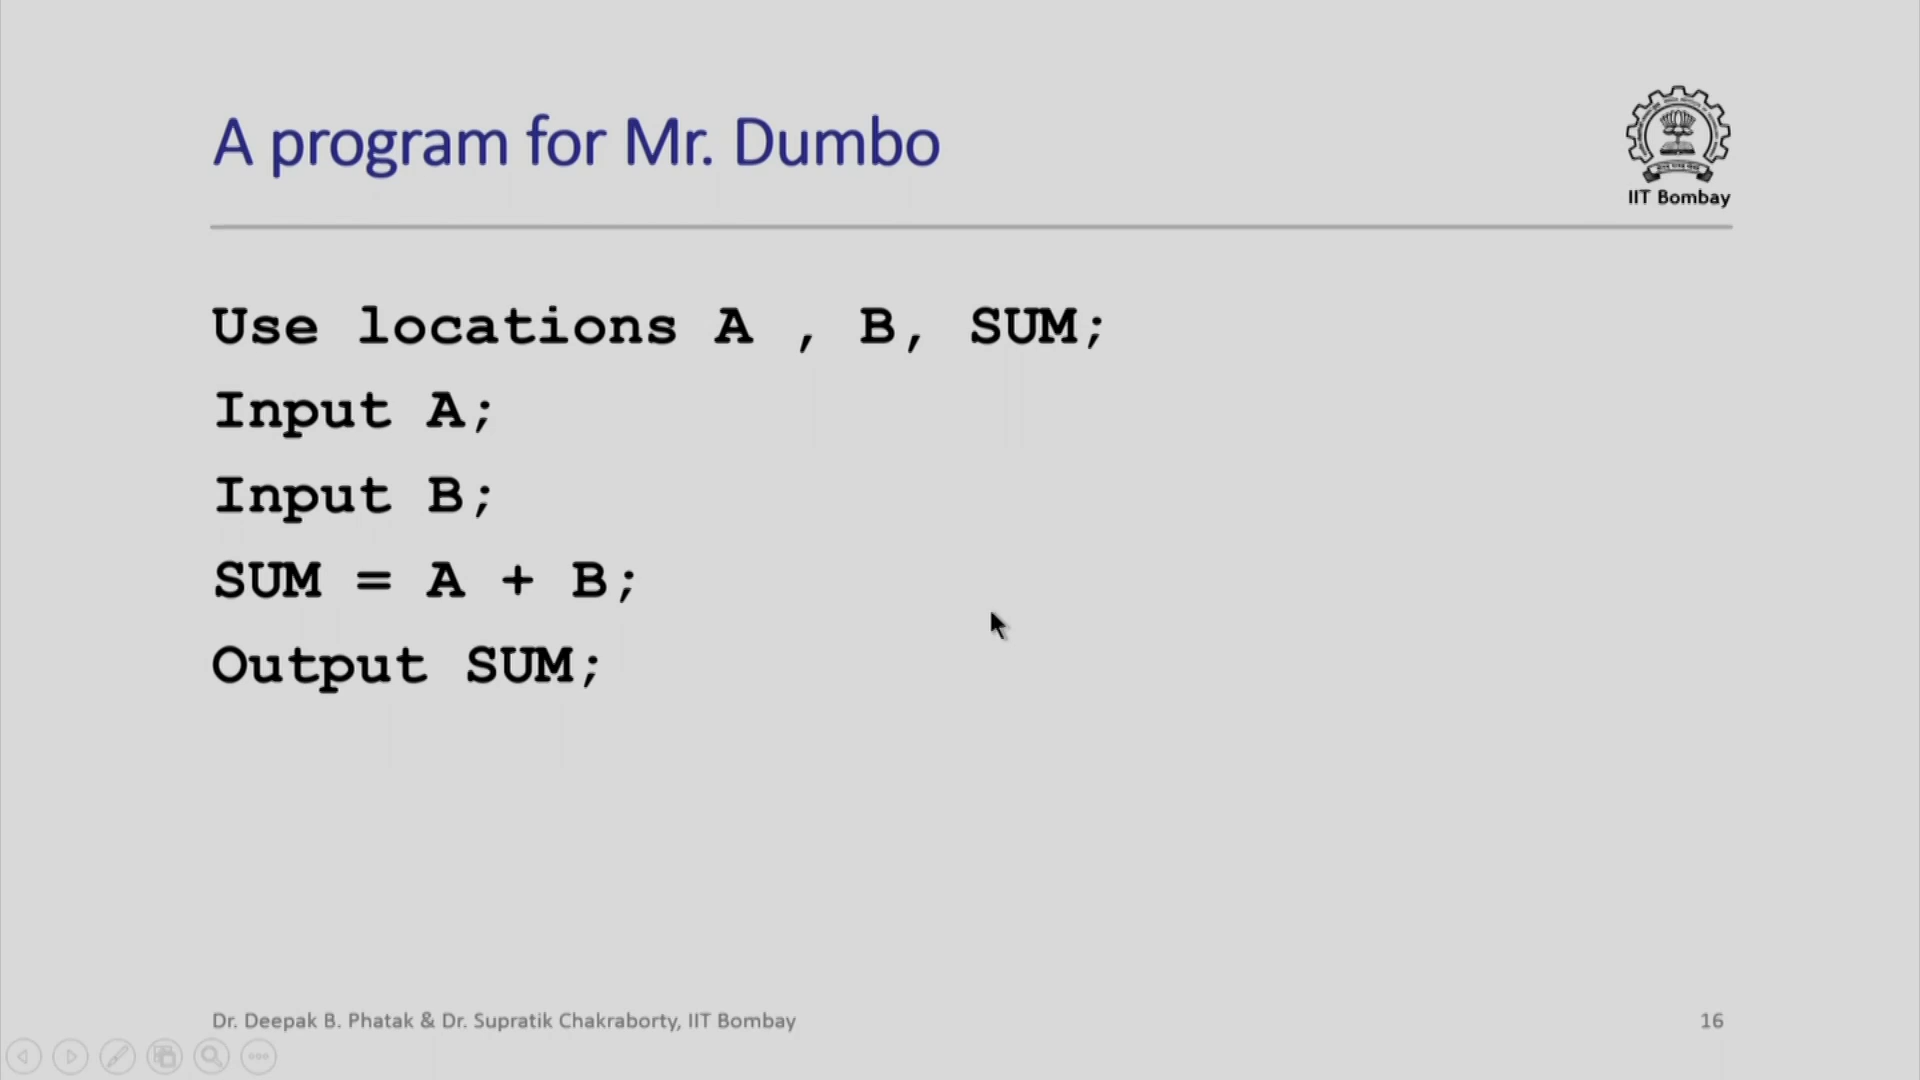 A program for Mr. Dumbo
IIT Bombay
Use locations A , B, SUM;
Input A;
Input B;
SUM = A + B;
Output SUM;
Dr. Deepak B. Phatak & Dr. Supratik Chakraborty, IIT Bombay
16